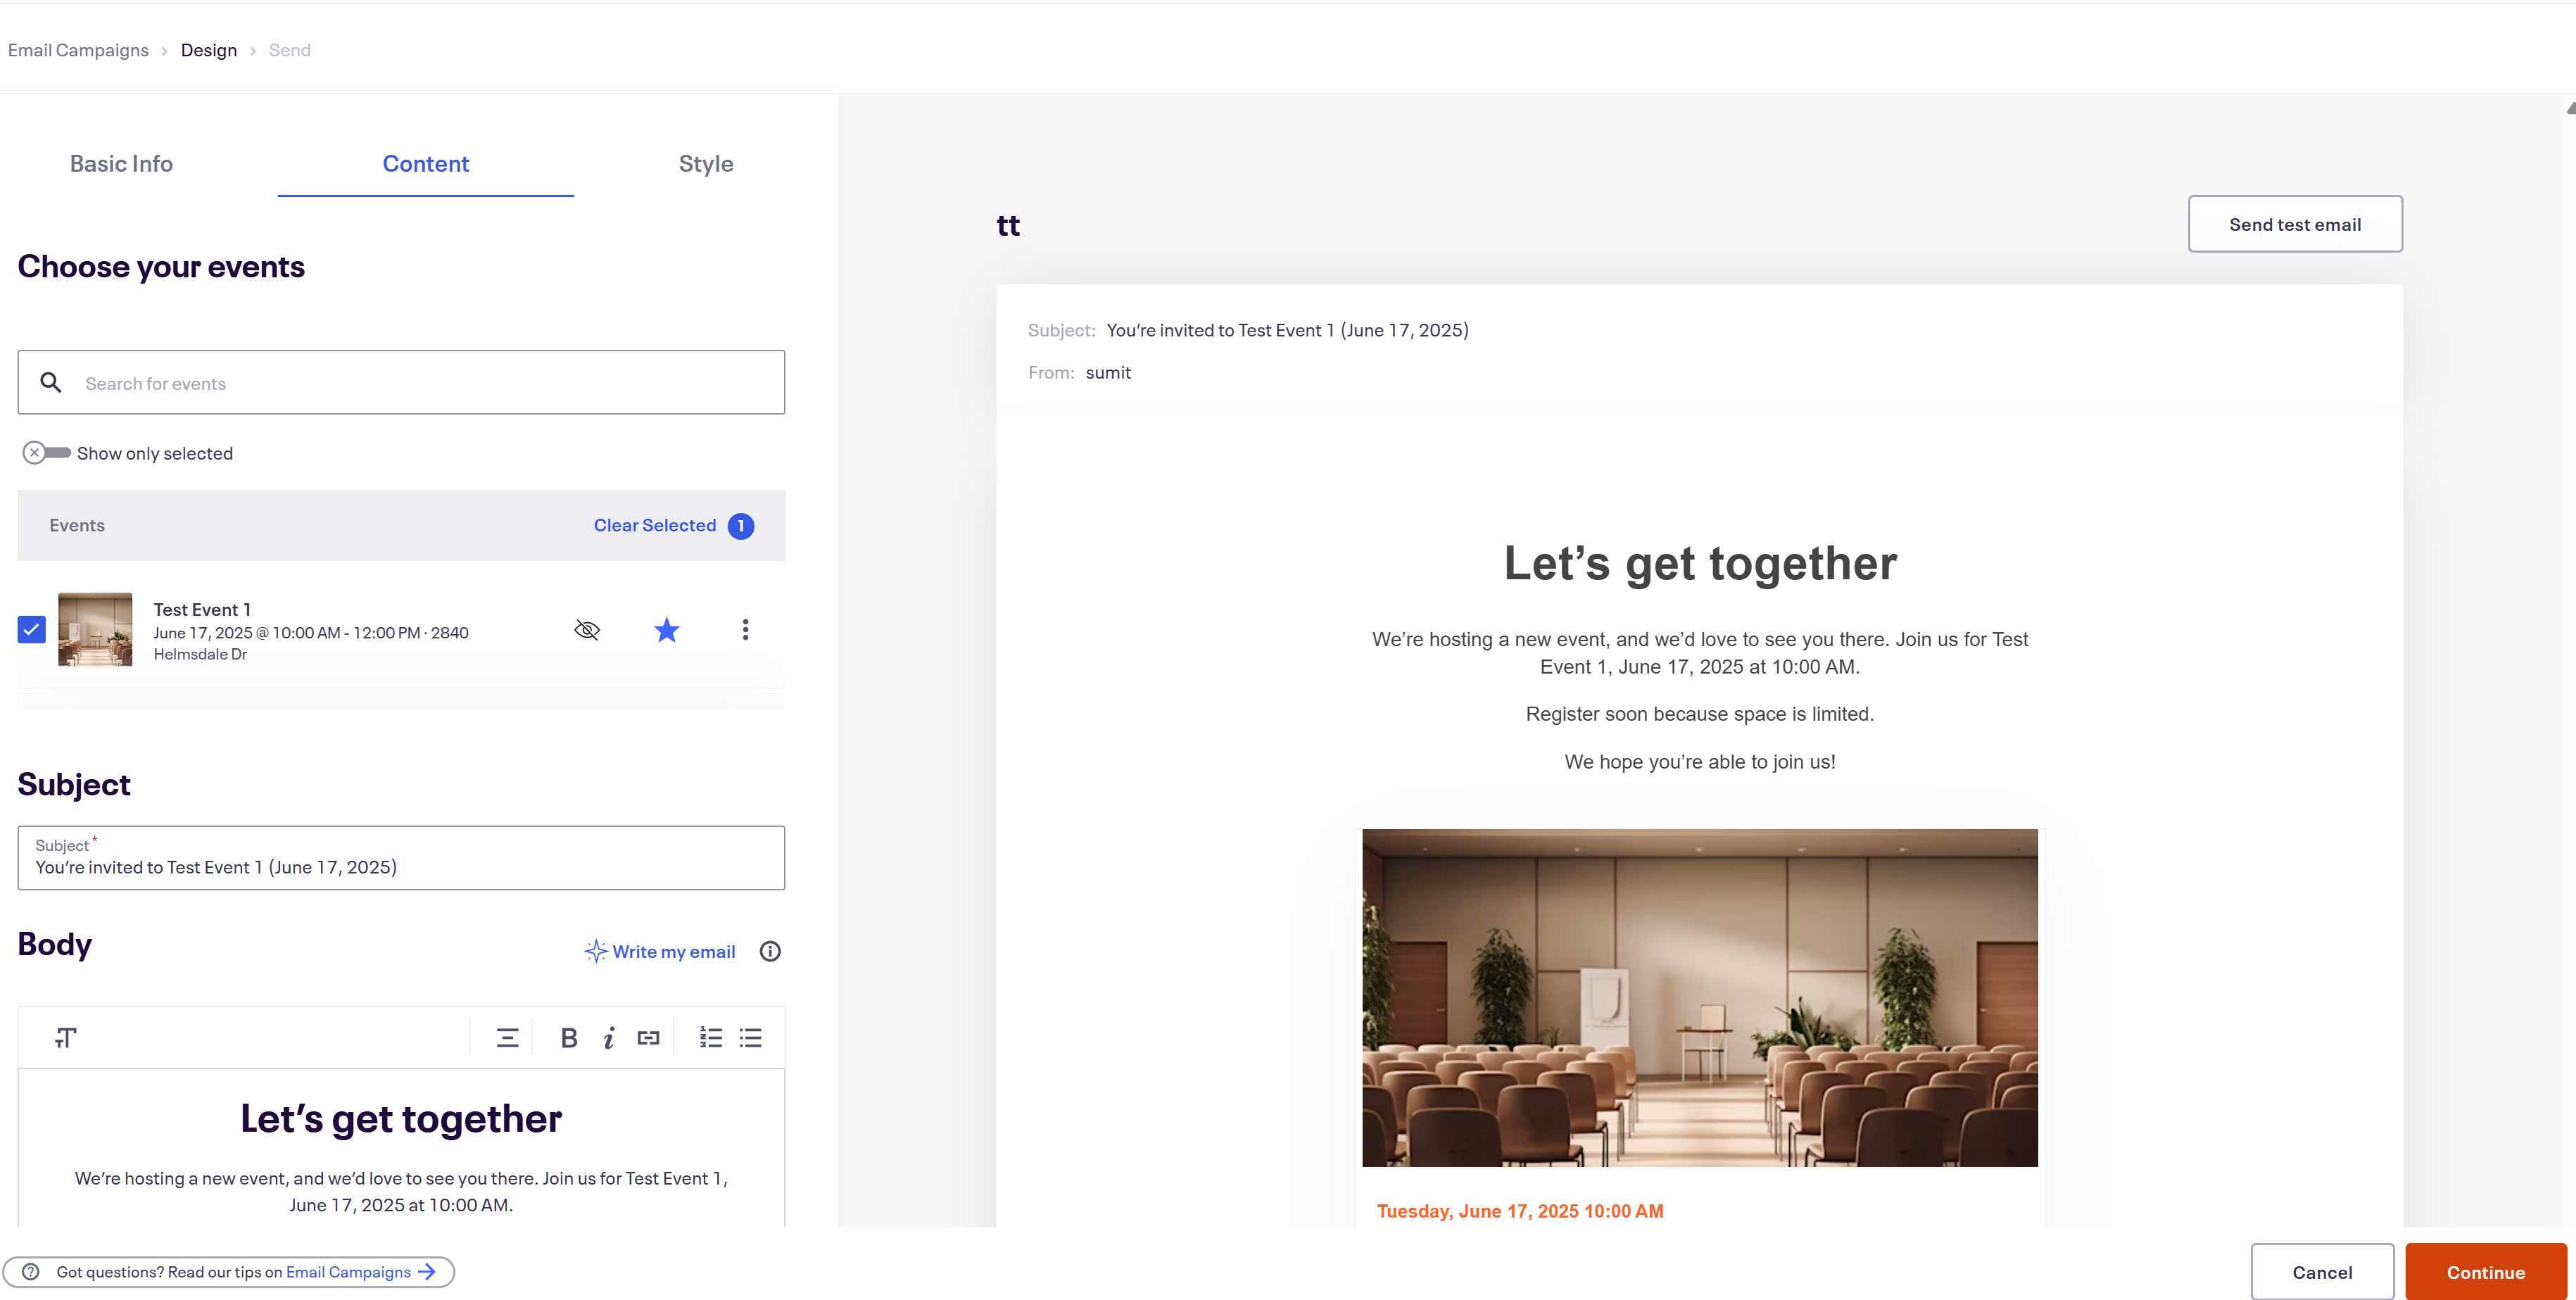 Email Campaigns > Design > Send
Basic Info
Content
Style
Choose your events
Search for events
Show only selected
Events
Clear Selected 1
Test Event 1
June 17, 2025 @ 10:00 AM - 12:00 PM · 2840
Helmsdale Dr
Subject
Subject *
You’re invited to Test Event 1 (June 17, 2025)
Body
Write my email
Let’s get together
We’re hosting a new event, and we’d love to see you there. Join us for Test Event 1,
June 17, 2025 at 10:00 AM.
Got questions? Read our tips on Email Campaigns →
tt
Send test email
Subject: You’re invited to Test Event 1 (June 17, 2025)
From: sumit
Let’s get together
We’re hosting a new event, and we’d love to see you there. Join us for Test
Event 1, June 17, 2025 at 10:00 AM.
Register soon because space is limited.
We hope you’re able to join us!
Tuesday, June 17, 2025 10:00 AM
Cancel
Continue